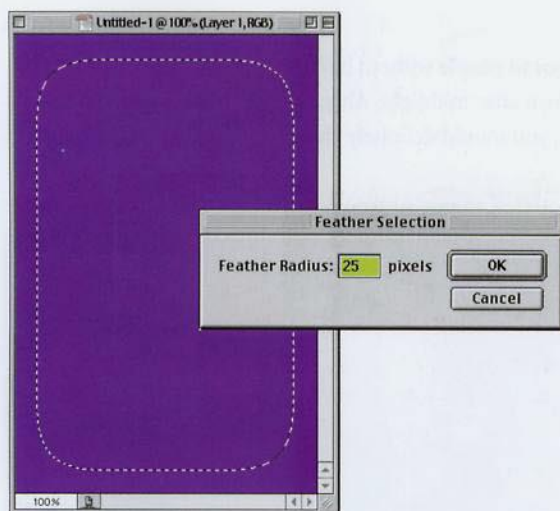 Untitled-1 @ 100% (Layer 1, RGB)
Feather Selection
Feather Radius: 25 pixels
OK
Cancel
100%